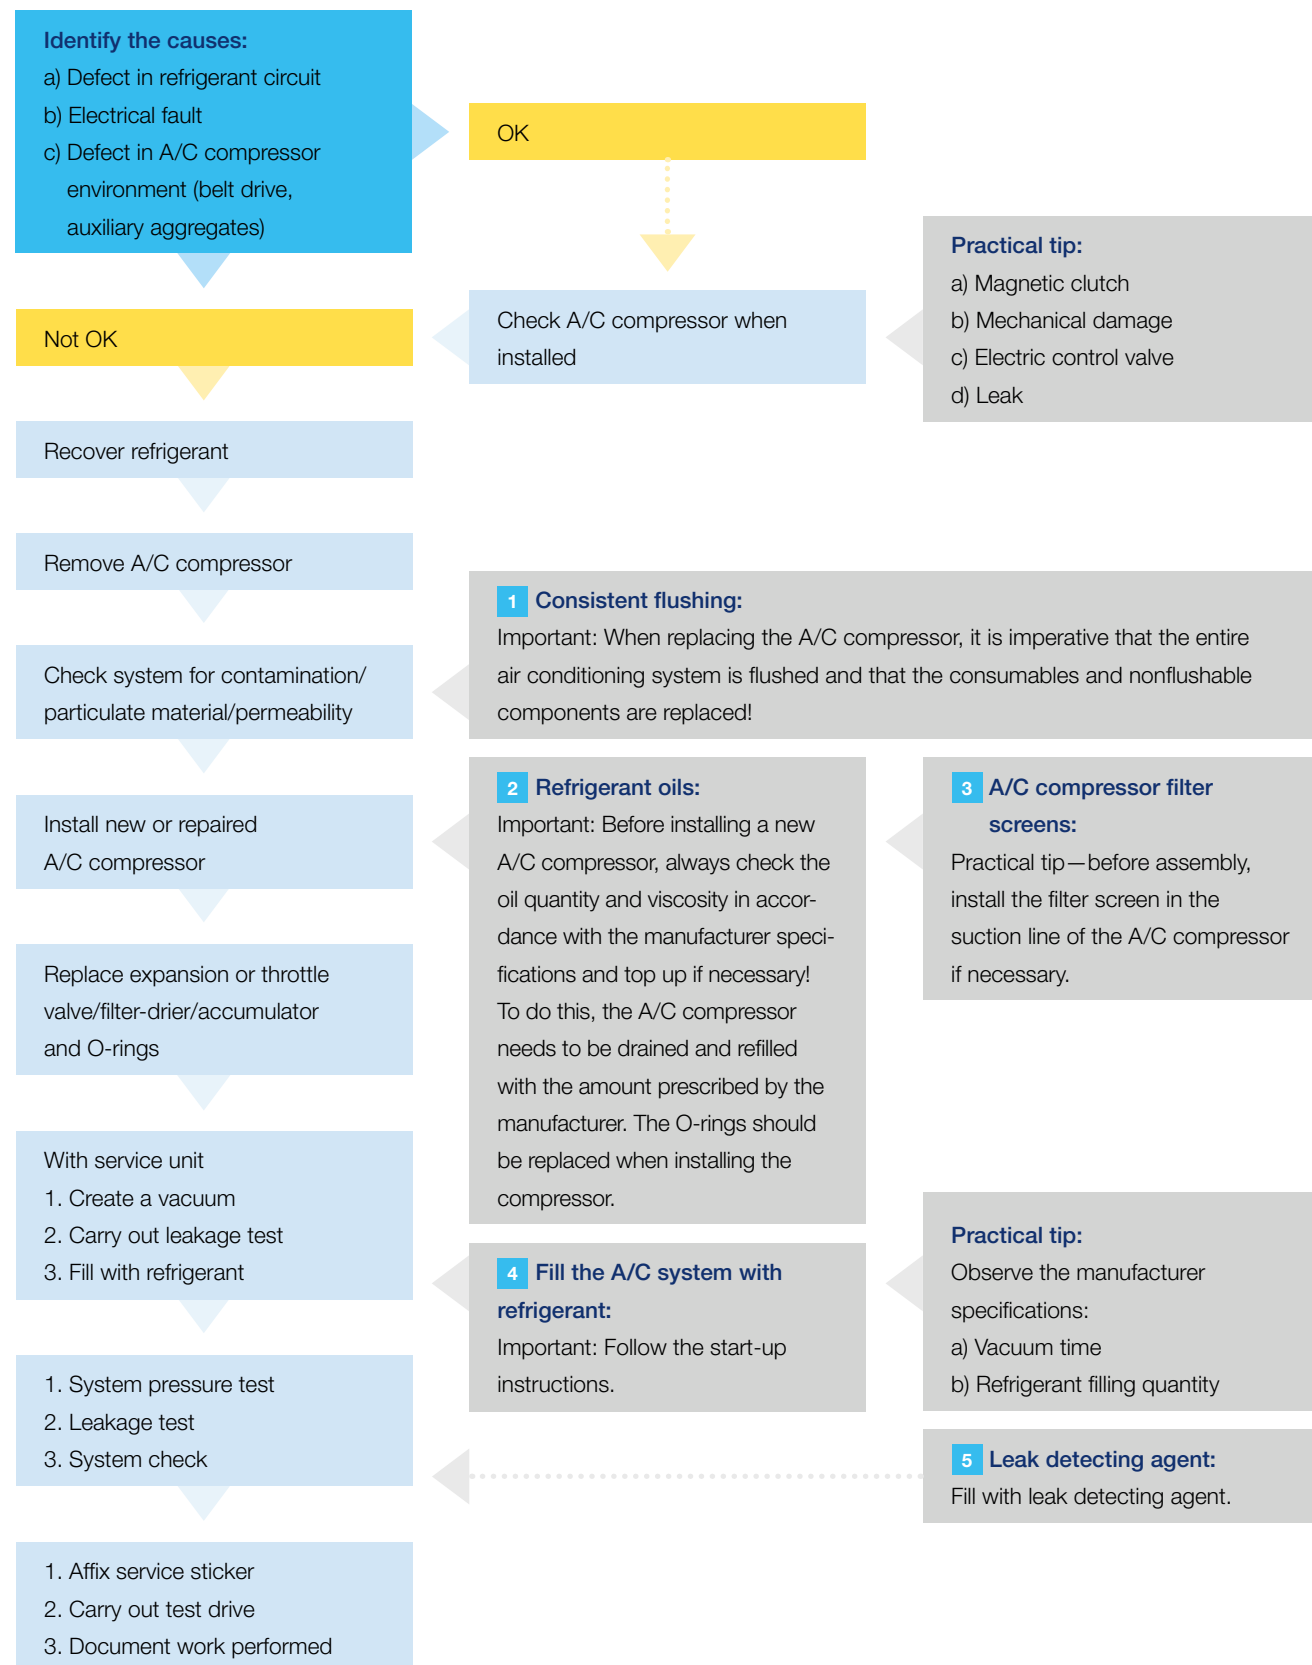 Identify the causes:
a) Defect in refrigerant circuit
b) Electrical fault
c) Defect in A/C compressor
environment (belt drive,
auxiliary aggregates)
OK
Check A/C compressor when
installed
Practical tip:
a) Magnetic clutch
b) Mechanical damage
c) Electric control valve
d) Leak
Not OK
Recover refrigerant
Remove A/C compressor
Check system for contamination/
particulate material/permeability
1 Consistent flushing:
Important: When replacing the A/C compressor, it is imperative that the entire
air conditioning system is flushed and that the consumables and nonflushable
components are replaced!
Install new or repaired
A/C compressor
2 Refrigerant oils:
Important: Before installing a new
A/C compressor, always check the
oil quantity and viscosity in accor-
dance with the manufacturer speci-
fications and top up if necessary!
To do this, the A/C compressor
needs to be drained and refilled
with the amount prescribed by the
manufacturer. The O-rings should
be replaced when installing the
compressor.
3 A/C compressor filter
screens:
Practical tip—before assembly,
install the filter screen in the
suction line of the A/C compressor
if necessary.
Replace expansion or throttle
valve/filter-drier/accumulator
and O-rings
With service unit
1. Create a vacuum
2. Carry out leakage test
3. Fill with refrigerant
4 Fill the A/C system with
refrigerant:
Important: Follow the start-up
instructions.
Practical tip:
Observe the manufacturer
specifications:
a) Vacuum time
b) Refrigerant filling quantity
1. System pressure test
2. Leakage test
3. System check
5 Leak detecting agent:
Fill with leak detecting agent.
1. Affix service sticker
2. Carry out test drive
3. Document work performed